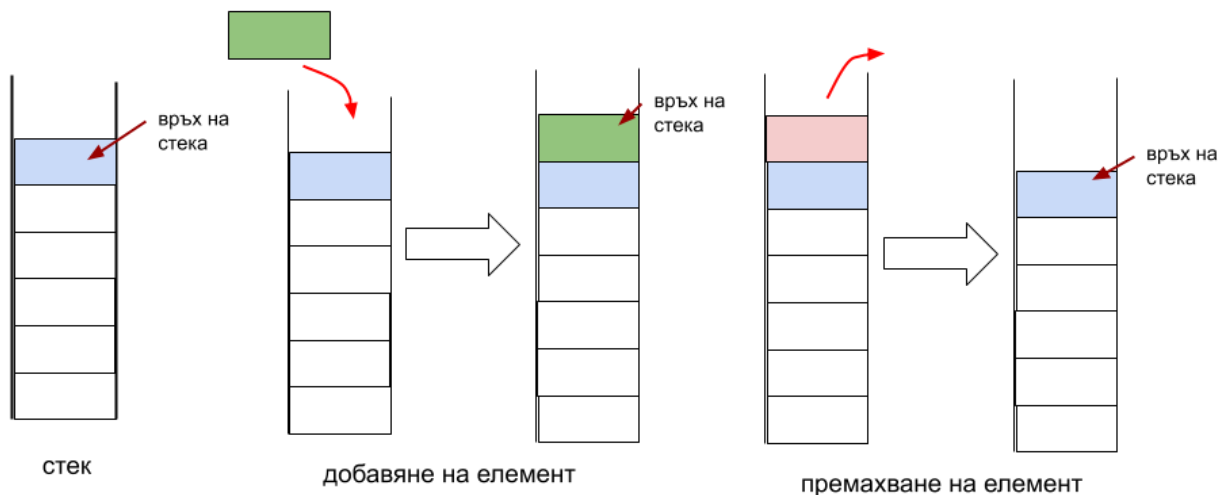 връх на
стека
стек
връх на
стека
добавяне на елемент
връх на
стека
премахване на елемент